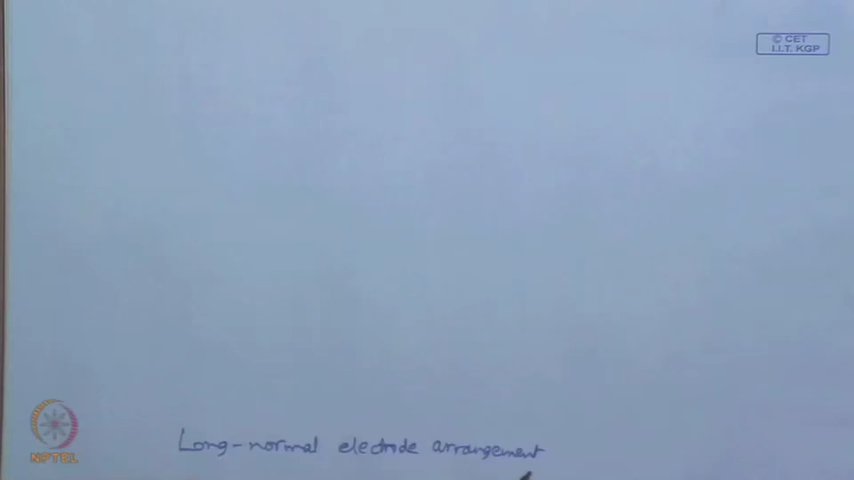 © CET
I.I.T. KGP
NPTEL
Long-normal electrode arrangement